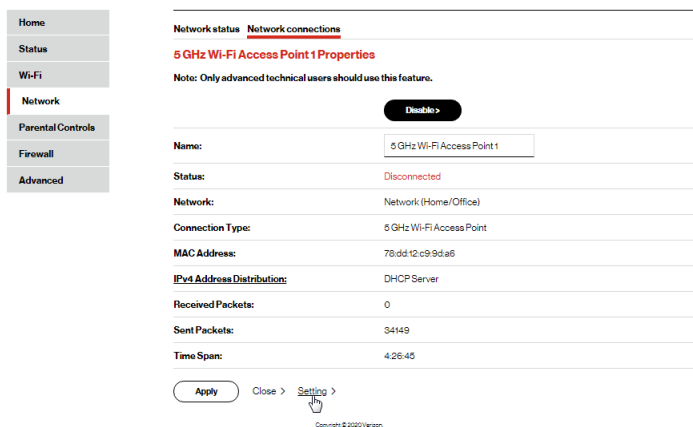 Home
Status
Wi-Fi
Network
Parental Controls
Firewall
Advanced
Network status Network connections
5 GHz Wi-Fi Access Point 1 Properties
Note: Only advanced technical users should use this feature.
Disable >
Name: 5 GHz Wi-Fi Access Point 1
Status: Disconnected
Network: Network (Home/Office)
Connection Type: 5 GHz Wi-Fi Access Point
MAC Address: 78:dd:12:c9:9d:a6
IPv4 Address Distribution: DHCP Server
Received Packets: 0
Sent Packets: 34149
Time Span: 4:26:45
Apply Close > Setting >
Copyright © 2020 Verizon